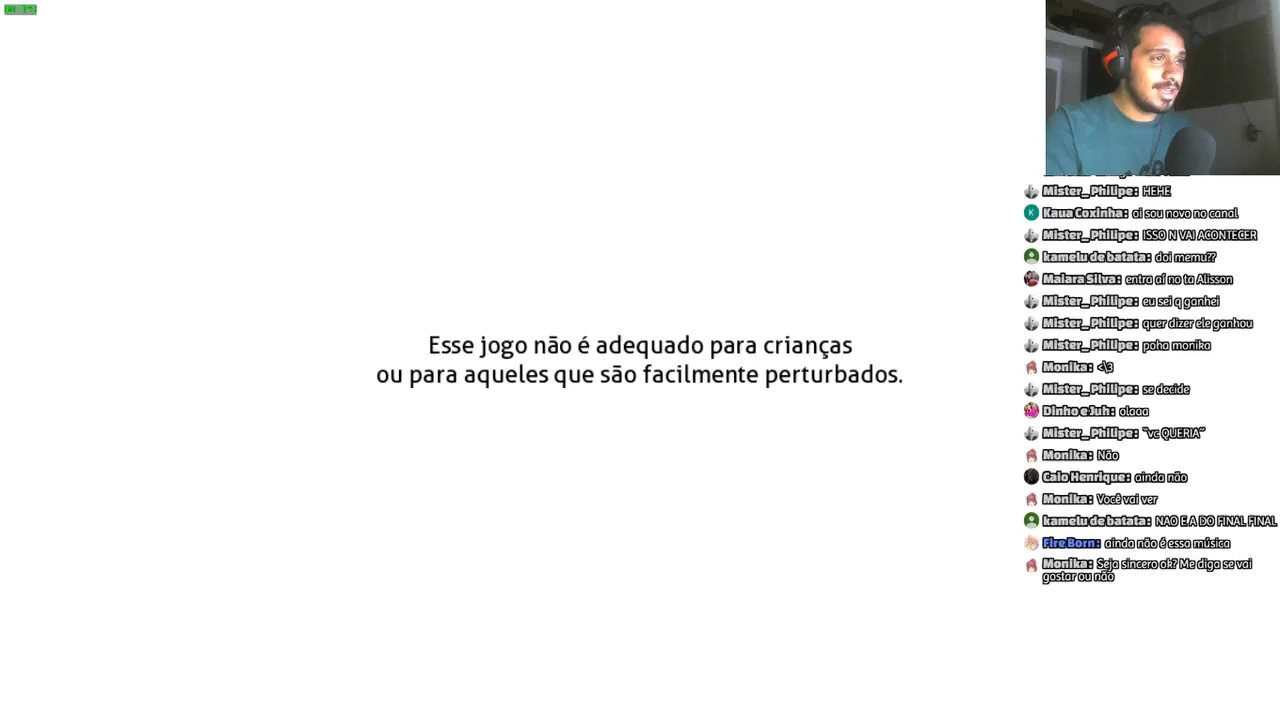 Esse jogo não é adequado para crianças
ou para aqueles que são facilmente perturbados.
Mister_Philipe: HEHE
K
Kaua Coxinha: oi sou novo no canal
Mister_Philipe: ISSO N VAI ACONTECER
kamelu de batata: doi memu??
Maiara Silva: entra aí no ta Alisson
Mister_Philipe: eu sei q ganhei
Mister_Philipe: quer dizer ele ganhou
Mister_Philipe: poha monika
Monika: <\3
Mister_Philipe: se decide
Dinho e Juh: olaaa
Mister_Philipe: "vc QUERIA"
Monika: Não
Caio Henrique: ainda não
Monika: Você vai ver
kamelu de batata: NAO E A DO FINAL FINAL
Fire Born: ainda não é essa música
Monika: Seja sincero ok? Me diga se vai
gostar ou não